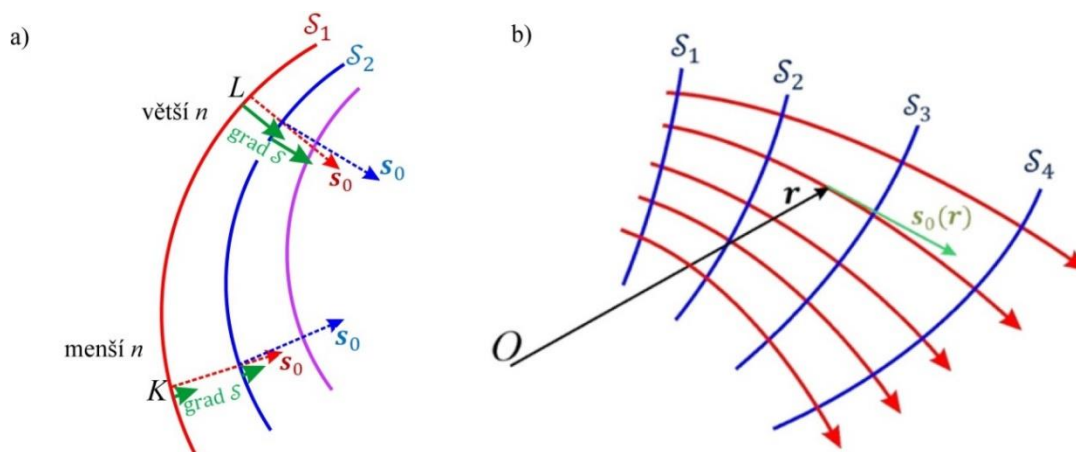 a)
𝒮₁
𝒮₂
L
větší n
grad 𝒮
s₀
s₀
menší n
s₀
s₀
K
grad 𝒮
b)
𝒮₁
𝒮₂
𝒮₃
𝒮₄
r
s₀(r)
O